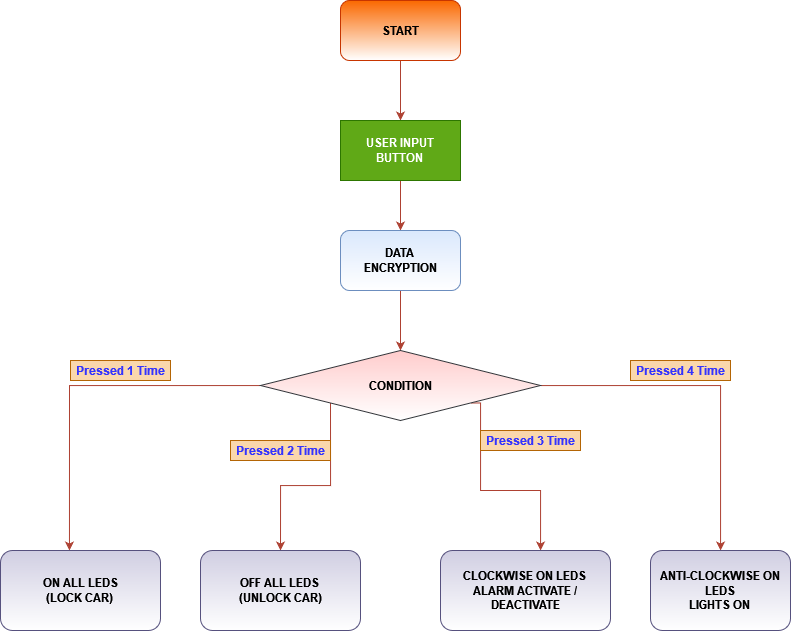 START
USER INPUT
BUTTON
DATA
ENCRYPTION
Pressed 1 Time
CONDITION
Pressed 4 Time
Pressed 2 Time
Pressed 3 Time
ON ALL LEDS
(LOCK CAR)
OFF ALL LEDS
(UNLOCK CAR)
CLOCKWISE ON LEDS
ALARM ACTIVATE /
DEACTIVATE
ANTI-CLOCKWISE ON
LEDS
LIGHTS ON